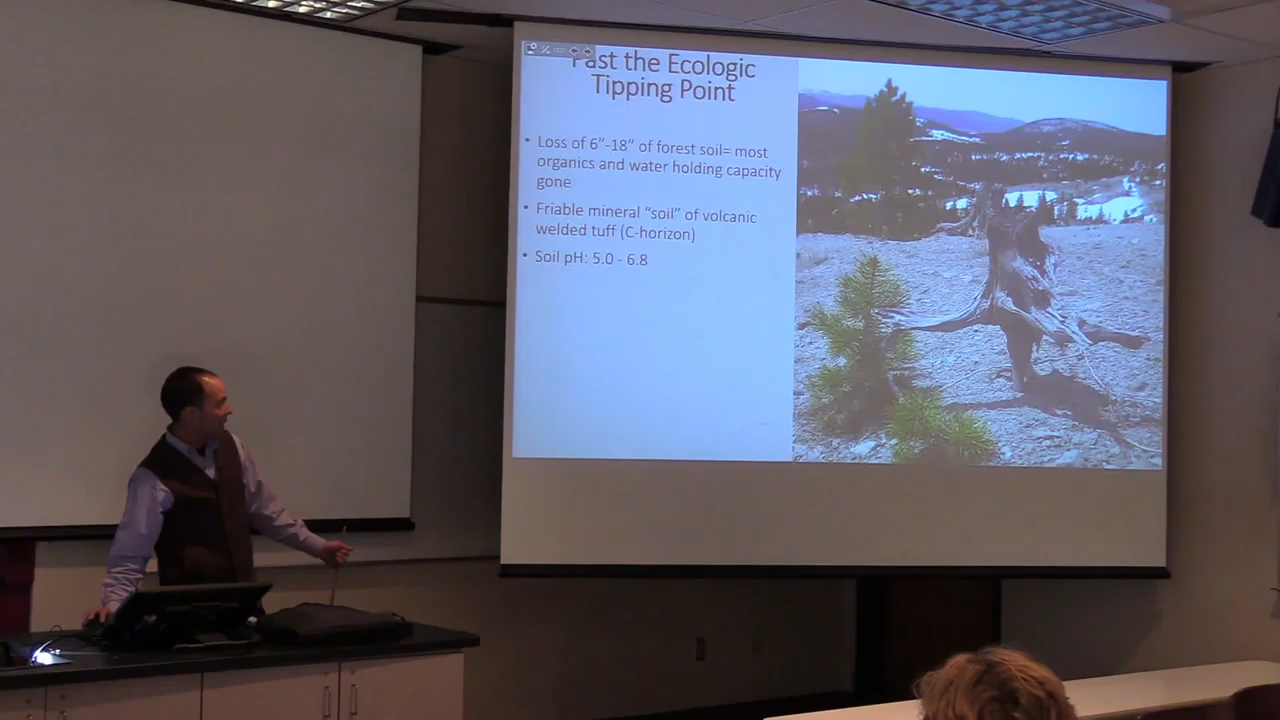 Past the Ecologic
Tipping Point
• Loss of 6”-18” of forest soil= most
organics and water holding capacity
gone
• Friable mineral “soil” of volcanic
welded tuff (C-horizon)
• Soil pH: 5.0 - 6.8